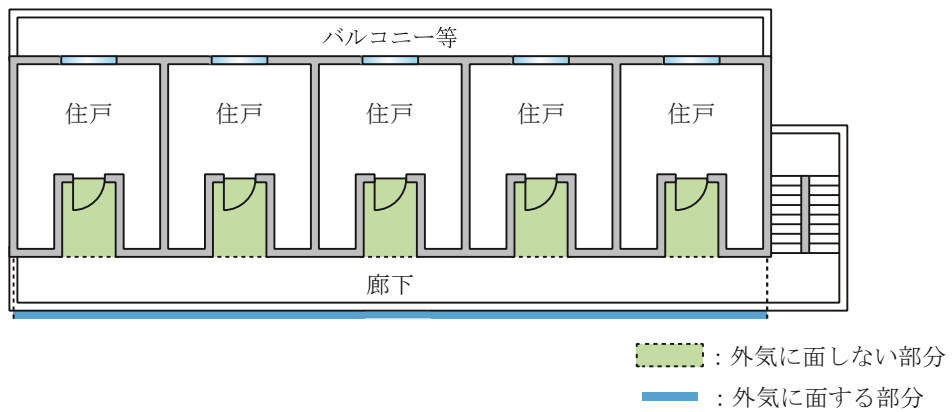 バルコニー等
住戸 住戸 住戸 住戸 住戸
廊下
：外気に面しない部分
：外気に面する部分